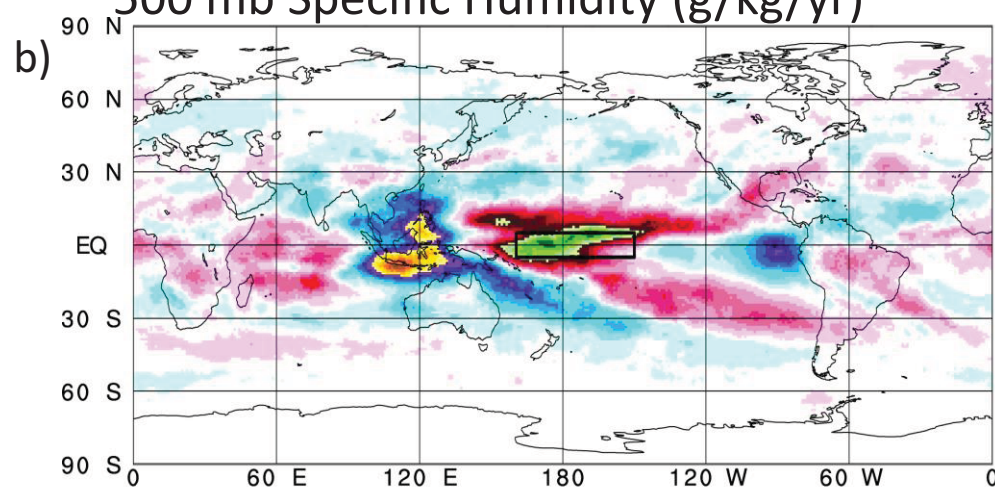 500 mb Specific Humidity (g/kg/yr)
b)
90 N
60 N
30 N
EQ
30 S
60 S
90 S
0 60 E 120 E 180 120 W 60 W 0